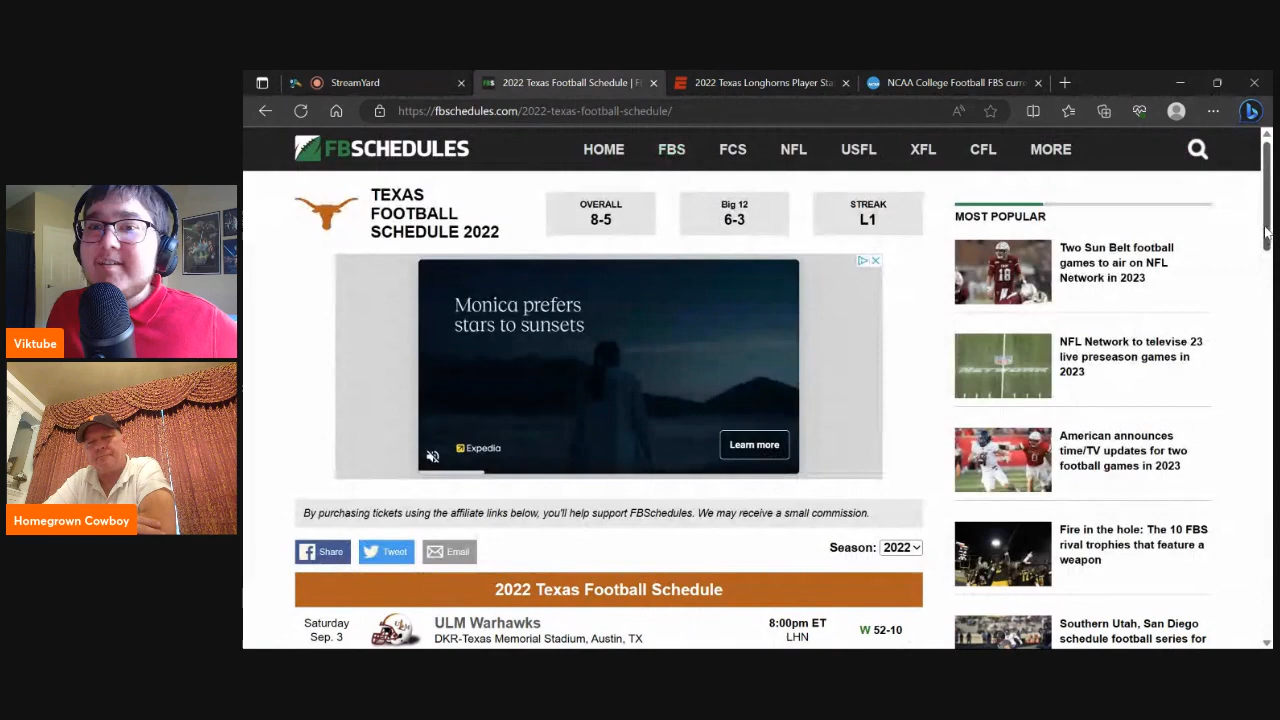 StreamYard
2022 Texas Football Schedule | F
2022 Texas Longhorns Player Sta
NCAA College Football FBS curre
https://fbschedules.com/2022-texas-football-schedule/
FBSCHEDULES
HOME FBS FCS NFL USFL XFL CFL MORE
TEXAS
FOOTBALL
SCHEDULE 2022
OVERALL
8-5
Big 12
6-3
STREAK
L1
Monica prefers
stars to sunsets
Expedia
Learn more
By purchasing tickets using the affiliate links below, you'll help support FBSchedules. We may receive a small commission.
Share
Tweet
Email
Season: 2022
2022 Texas Football Schedule
Saturday
Sep. 3
ULM Warhawks
DKR-Texas Memorial Stadium, Austin, TX
8:00pm ET
LHN
W 52-10
MOST POPULAR
Two Sun Belt football
games to air on NFL
Network in 2023
NFL Network to televise 23
live preseason games in
2023
American announces
time/TV updates for two
football games in 2023
Fire in the hole: The 10 FBS
rival trophies that feature a
weapon
Southern Utah, San Diego
schedule football series for
Viktube
Homegrown Cowboy